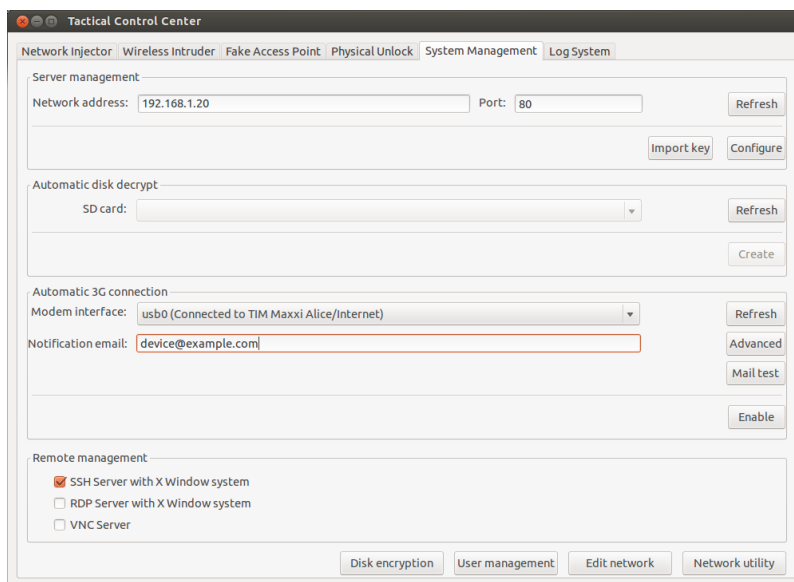 Tactical Control Center
Network Injector Wireless Intruder Fake Access Point Physical Unlock System Management Log System
Server management
Network address: 192.168.1.20 Port: 80 Refresh
Import key Configure
Automatic disk decrypt
SD card: Refresh
Create
Automatic 3G connection
Modem interface: usb0 (Connected to TIM Maxxi Alice/Internet) Refresh
Notification email: device@example.com Advanced
Mail test
Enable
Remote management
SSH Server with X Window system
RDP Server with X Window system
VNC Server
Disk encryption User management Edit network Network utility